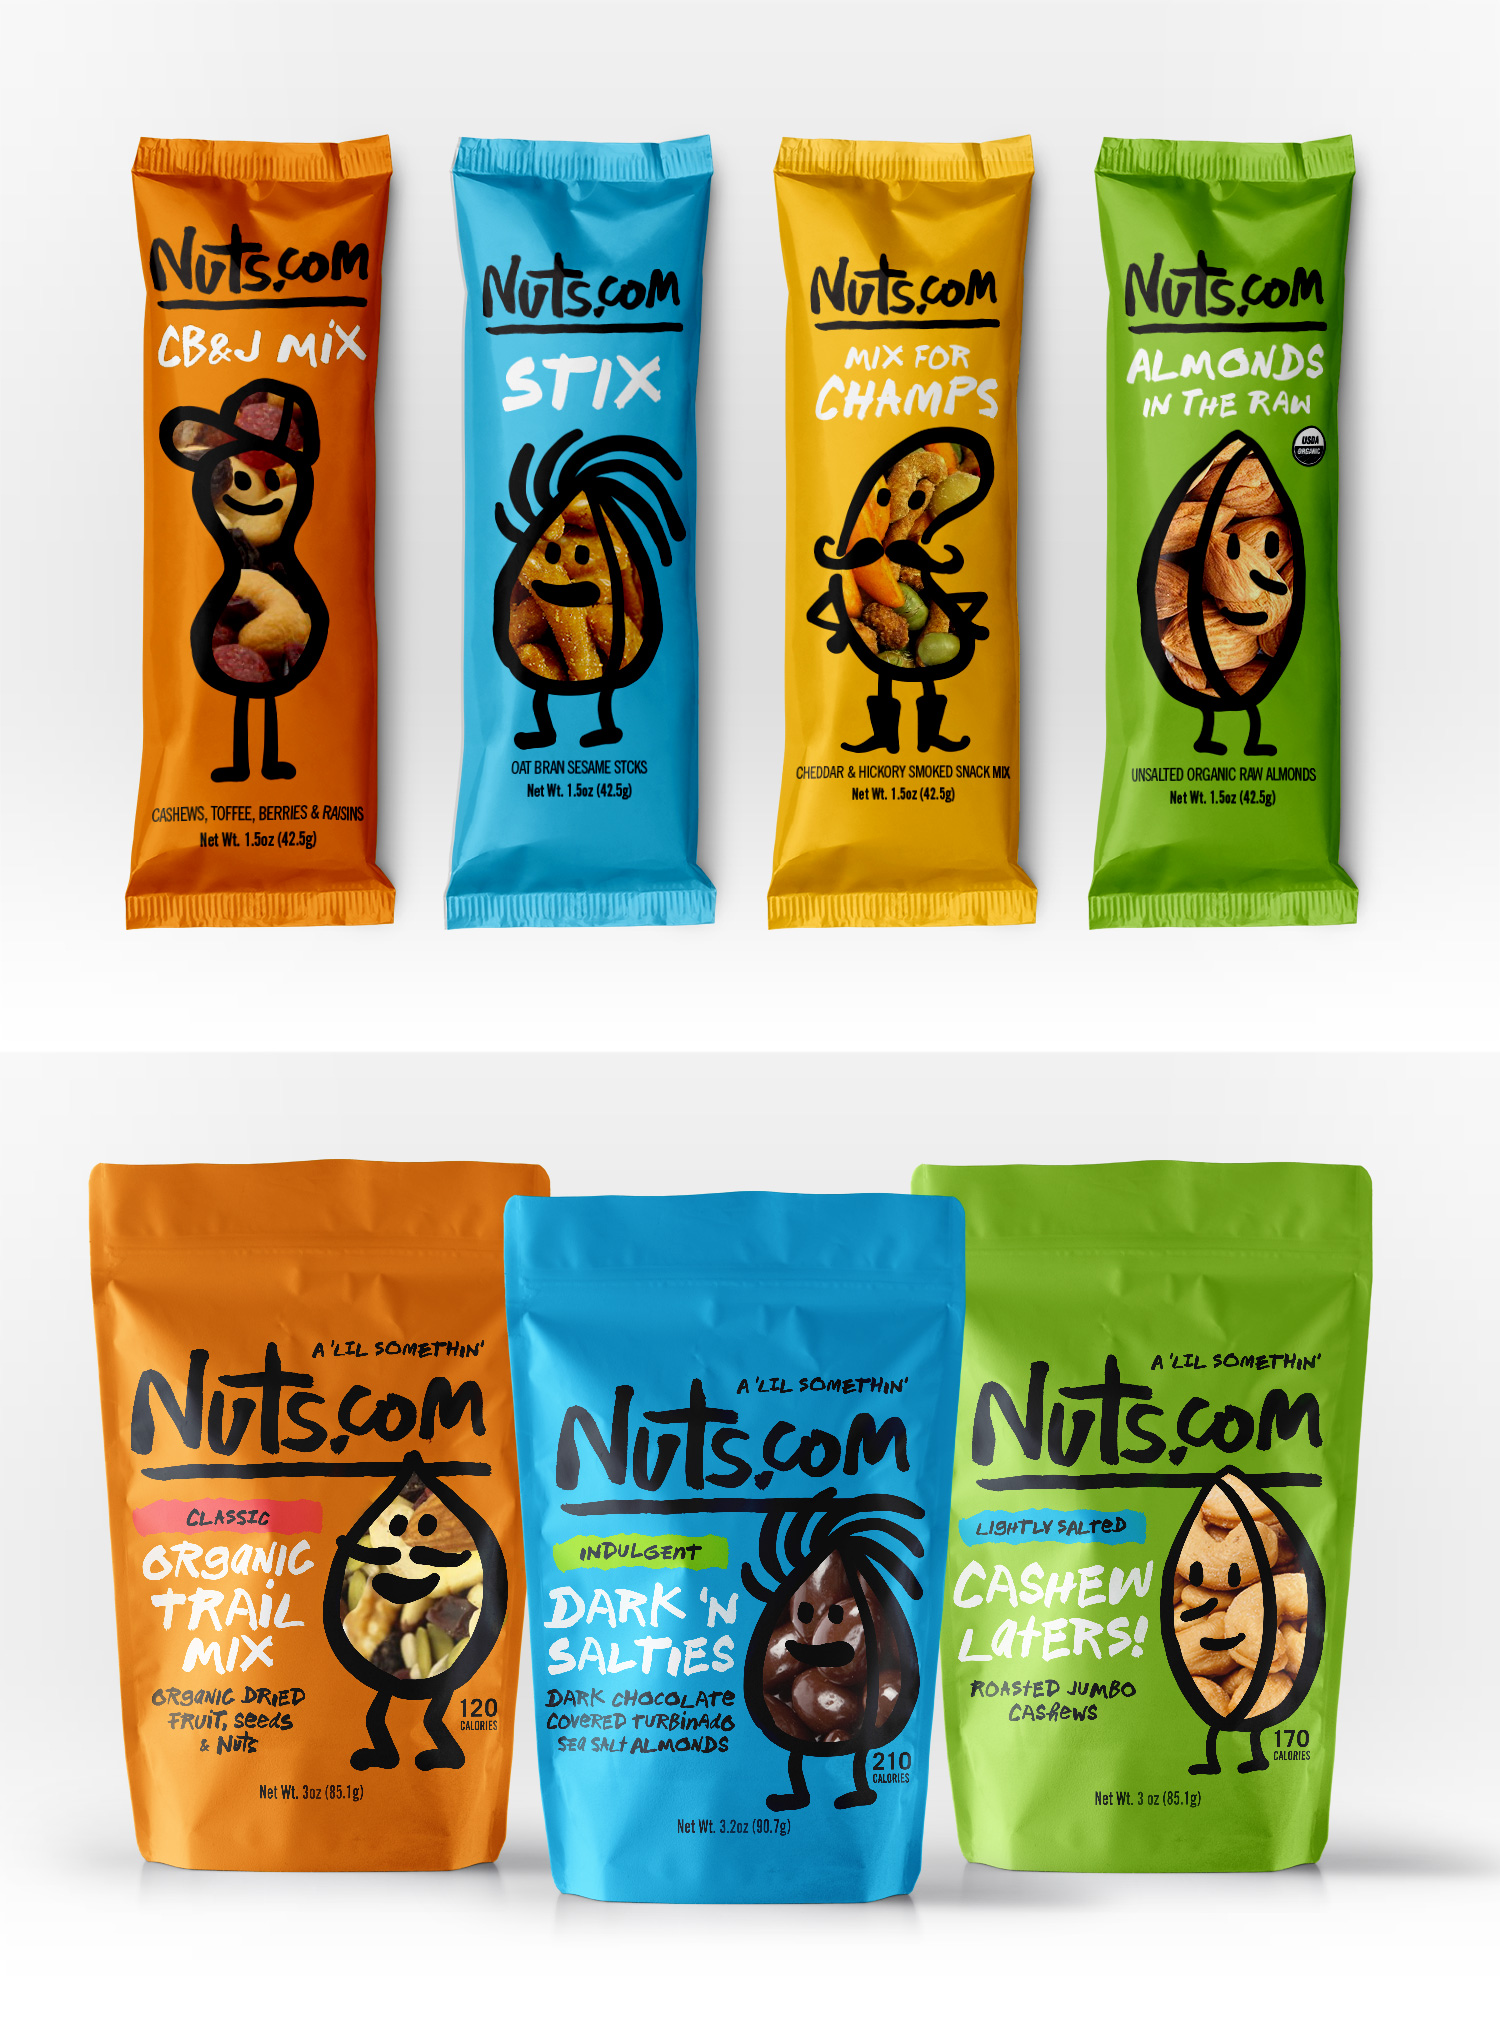 Nuts.com
CB&J MiX
CASHEWS, TOFFEE, BERRIES & RAISINS
Net Wt. 1.5oz (42.5g)
Nuts.com
STIX
OAT BRAN SESAME STCKS
Net Wt. 1.5oz (42.5g)
Nuts.com
MIX FOR
CHAMPS
CHEDDAR & HICKORY SMOKED SNACK MIX
Net Wt. 1.5oz (42.5g)
Nuts.com
ALMONDS
IN THE RAW
USDA
ORGANIC
UNSALTED ORGANIC RAW ALMONDS
Net Wt. 1.5oz (42.5g)
A 'LIL SOMETHIN'
Nuts.com
CLASSIC
ORGANIC
TRAIL
MIX
ORGANIC DRIED
FRUIT, seeds
& Nuts
120
CALORIES
Net Wt. 3oz (85.1g)
A 'LIL SOMETHIN'
Nuts.com
INDULGENT
DARK 'N
SALTIES
DARK CHOCOLATE
COVERED TURBINADO
SEA SALT ALMONDS
210
CALORIES
Net Wt. 3.2oz (90.7g)
A 'LIL SOMETHIN'
Nuts.com
LIGHTLY SALTED
CASHEW
LATERS!
ROASTED JUMBO
CASHEWS
170
CALORIES
Net Wt. 3 oz (85.1g)